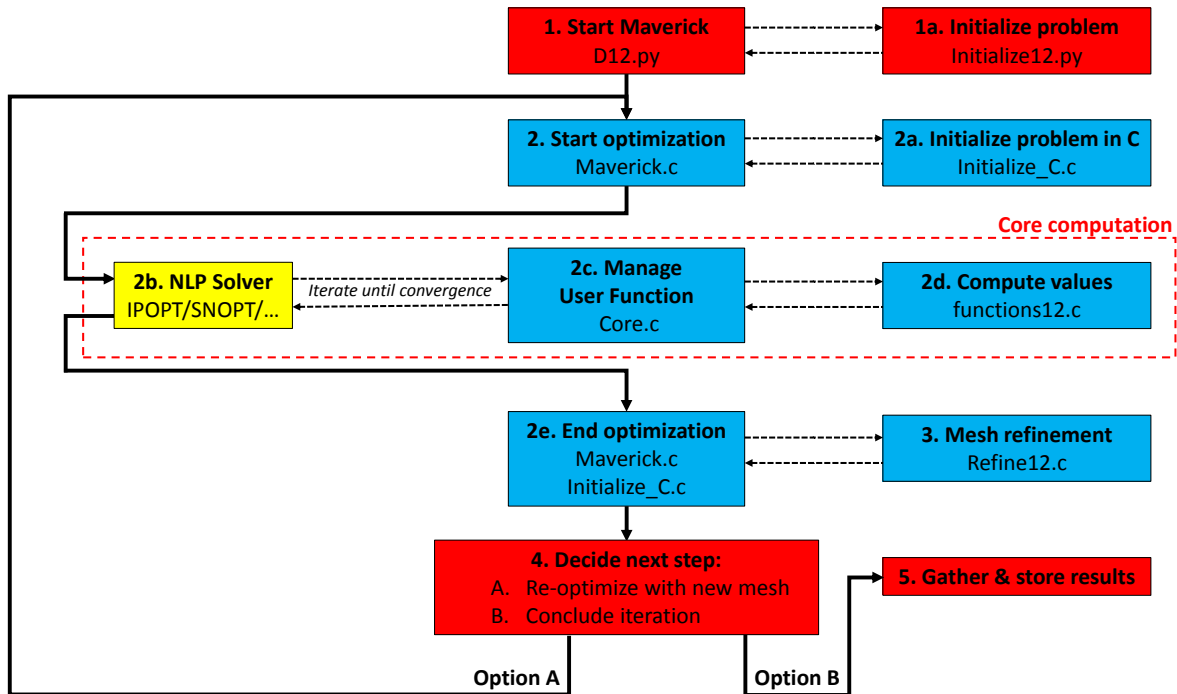 1. Start Maverick
D12.py
1a. Initialize problem
Initialize12.py
2. Start optimization
Maverick.c
2a. Initialize problem in C
Initialize_C.c
Core computation
2b. NLP Solver
IPOPT/SNOPT/...
Iterate until convergence
2c. Manage
User Function
Core.c
2d. Compute values
functions12.c
2e. End optimization
Maverick.c
Initialize_C.c
3. Mesh refinement
Refine12.c
4. Decide next step:
A. Re-optimize with new mesh
B. Conclude iteration
5. Gather & store results
Option A
Option B